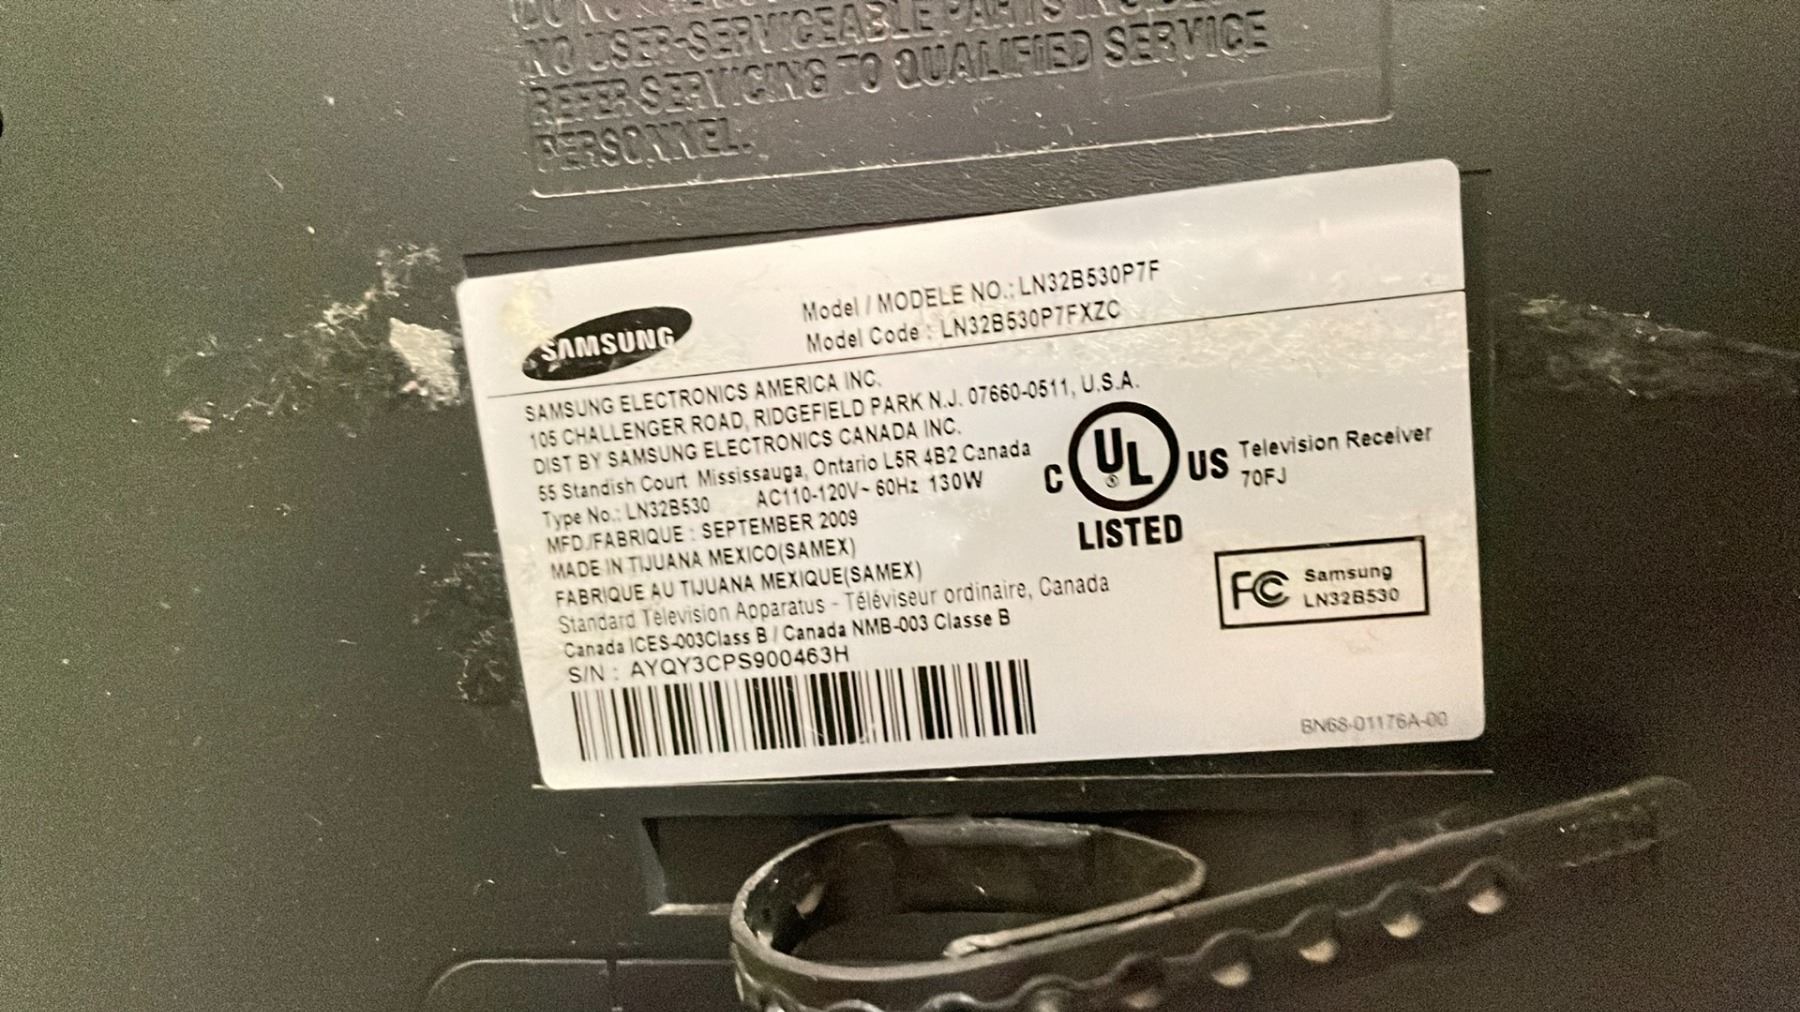 NO USER-SERVICEABLE PARTS INSIDE.
REFER SERVICING TO QUALIFIED SERVICE
PERSONNEL.
SAMSUNG
Model / MODELE NO.: LN32B530P7F
Model Code : LN32B530P7FXZC
SAMSUNG ELECTRONICS AMERICA INC.
105 CHALLENGER ROAD, RIDGEFIELD PARK N.J. 07660-0511, U.S.A.
DIST BY SAMSUNG ELECTRONICS CANADA INC.
55 Standish Court Mississauga, Ontario L5R 4B2 Canada
Type No.: LN32B530 AC110-120V~ 60Hz 130W
MFD./FABRIQUE : SEPTEMBER 2009
MADE IN TIJUANA MEXICO(SAMEX)
FABRIQUE AU TIJUANA MEXIQUE(SAMEX)
Standard Television Apparatus - Téléviseur ordinaire, Canada
Canada ICES-003Class B / Canada NMB-003 Classe B
S/N : AYQY3CPS900463H
C UL US
LISTED
Television Receiver
70FJ
FC Samsung
LN32B530
BN68-01176A-00